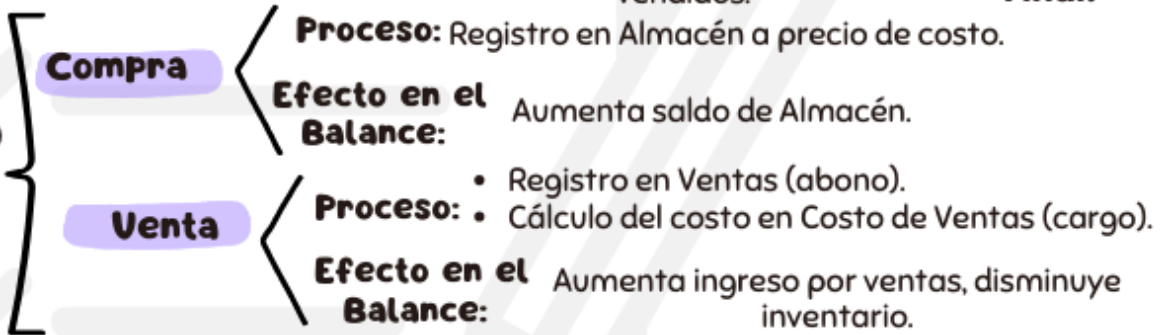 vendidos.
Proceso: Registro en Almacén a precio de costo.
Compra
Efecto en el
Balance:
Aumenta saldo de Almacén.
Venta
Proceso:
• Registro en Ventas (abono).
• Cálculo del costo en Costo de Ventas (cargo).
Efecto en el
Balance:
Aumenta ingreso por ventas, disminuye
inventario.